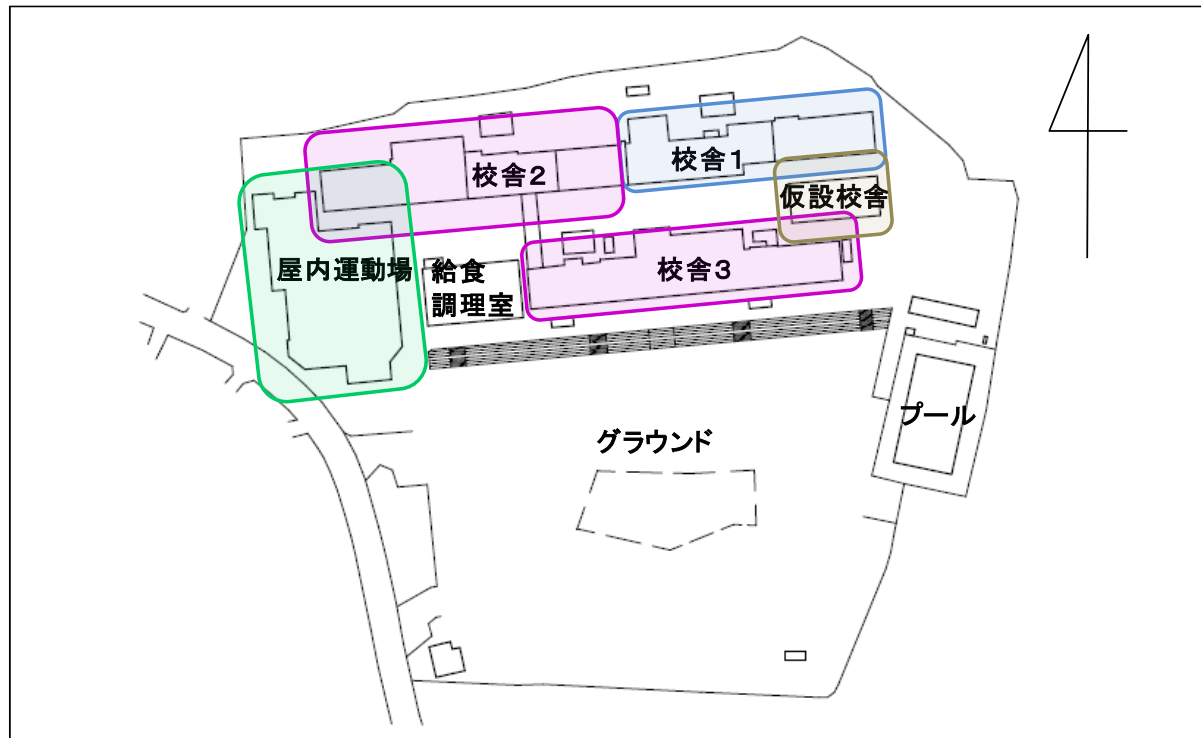 校舎1
校舎2
仮設校舎
屋内運動場
給食
調理室
校舎3
プール
グラウンド